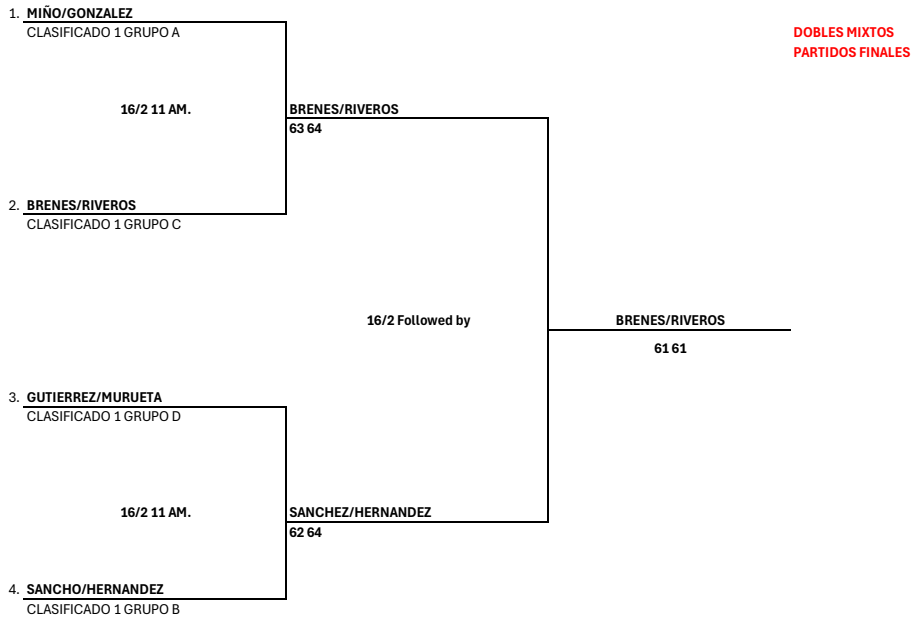 1. MIÑO/GONZALEZ
CLASIFICADO 1 GRUPO A
DOBLES MIXTOS
PARTIDOS FINALES
16/2 11 AM.
BRENES/RIVEROS
63 64
2. BRENES/RIVEROS
CLASIFICADO 1 GRUPO C
16/2 Followed by
BRENES/RIVEROS
61 61
3. GUTIERREZ/MURUETA
CLASIFICADO 1 GRUPO D
16/2 11 AM.
SANCHEZ/HERNANDEZ
62 64
4. SANCHO/HERNANDEZ
CLASIFICADO 1 GRUPO B